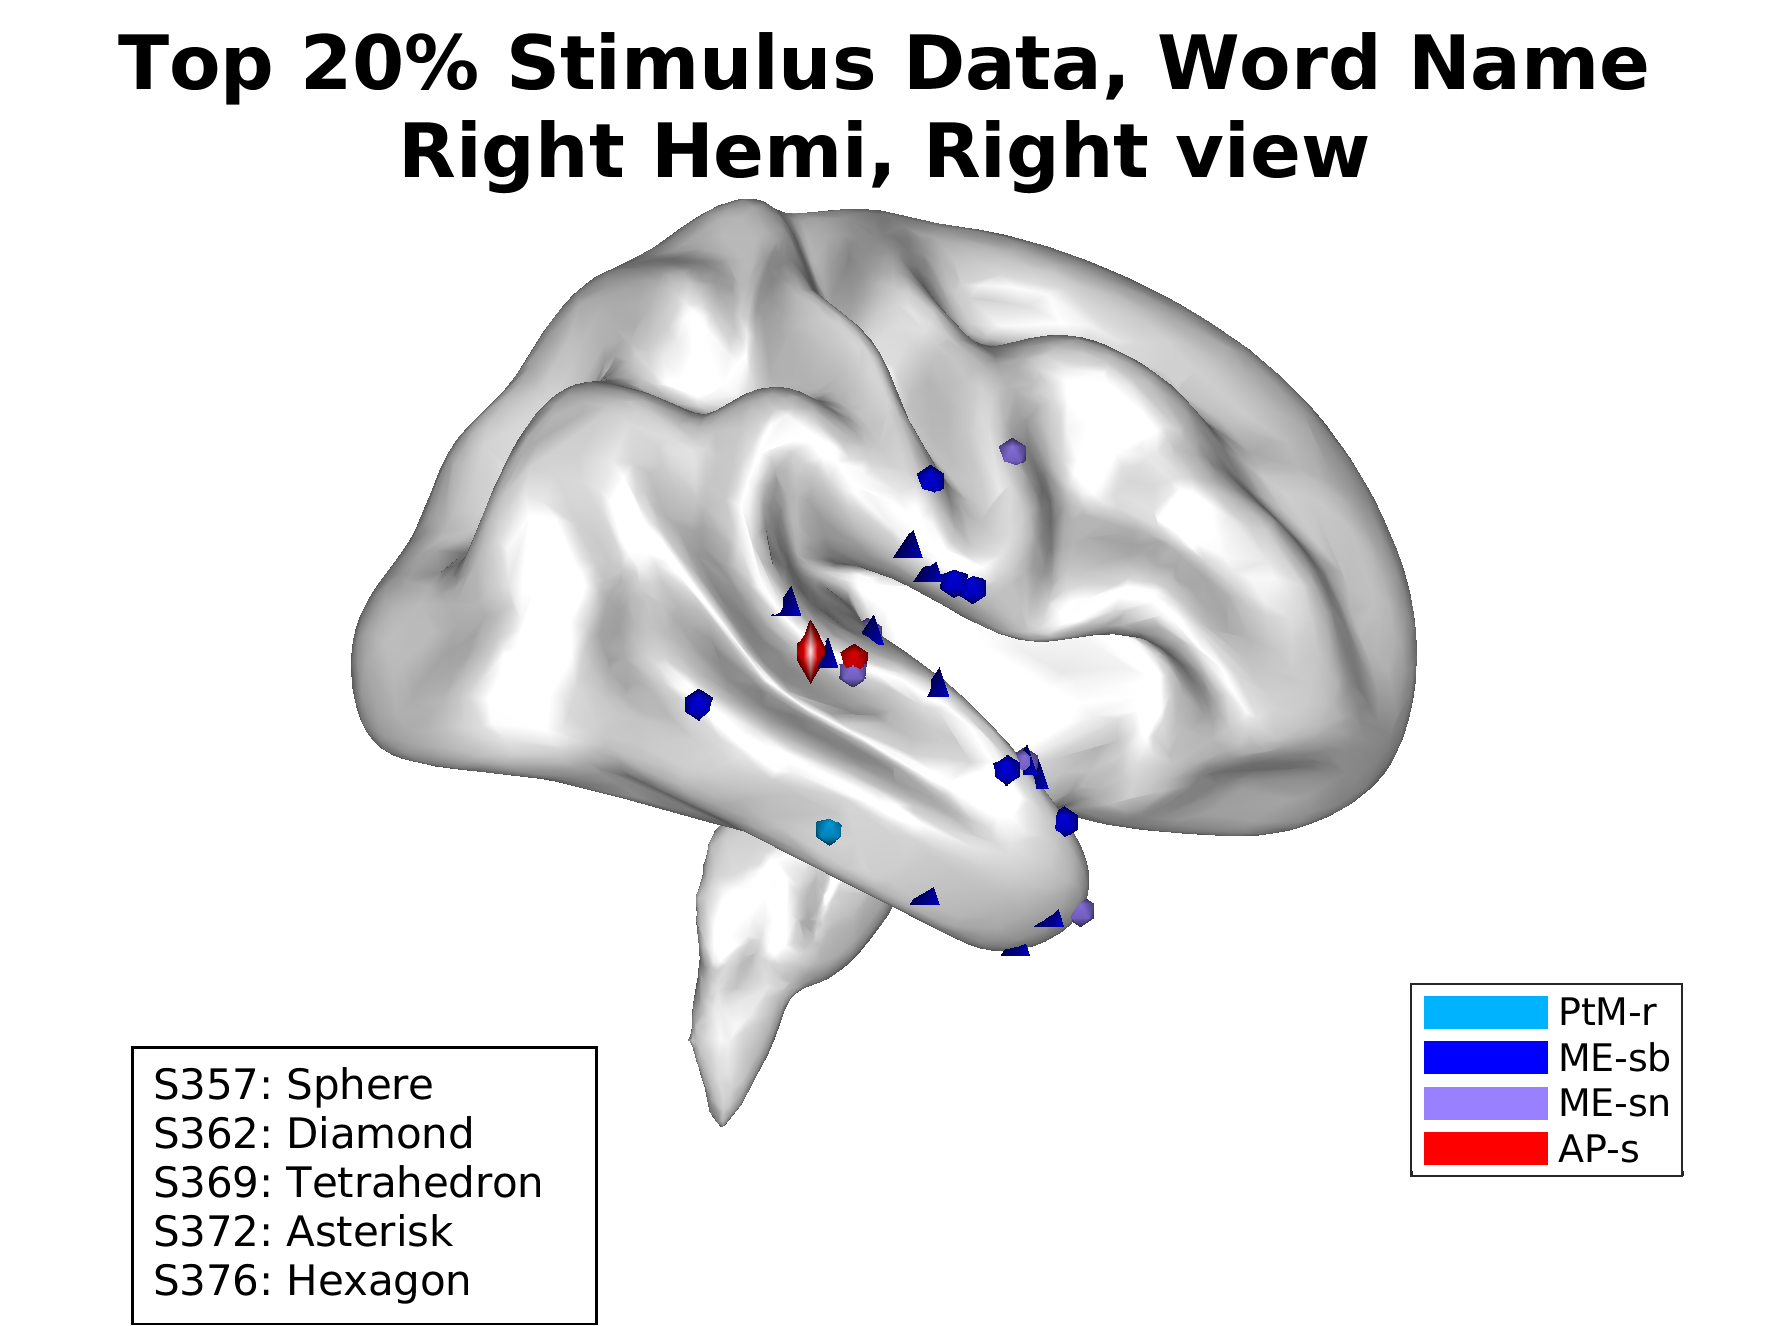 Top 20% Stimulus Data, Word Name
Right Hemi, Right view
S357: Sphere
S362: Diamond
S369: Tetrahedron
S372: Asterisk
S376: Hexagon
PtM-r
ME-sb
ME-sn
AP-s